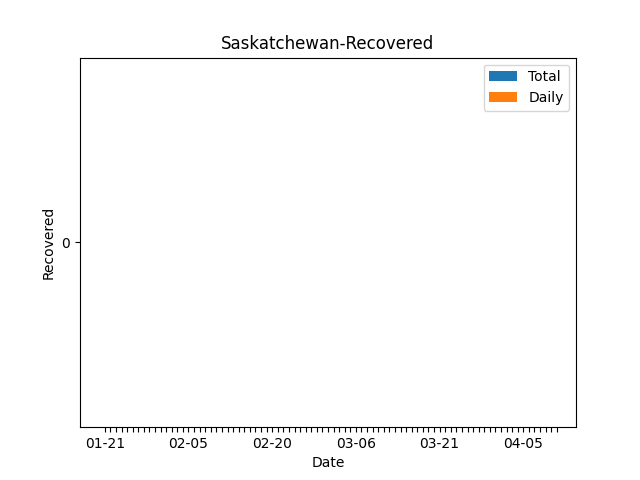 Saskatchewan-Recovered
Total
Daily
Recovered
0
01-21 02-05 02-20 03-06 03-21 04-05
Date